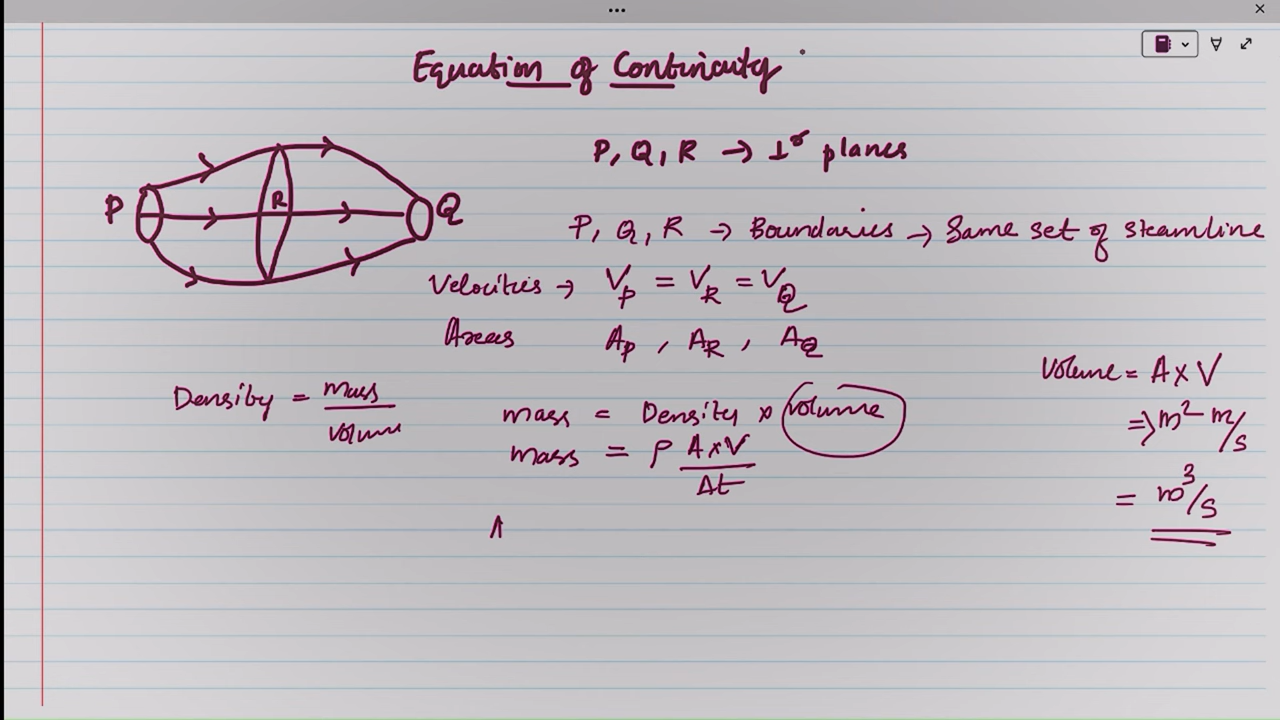 Equation of Continuity
P, Q, R → ⊥r planes
P R Q
P, Q, R → Boundaries → Same set of steamline
Velocities → VP = VR = VQ
Areas AP, AR, AQ
Volume = A x V
Density = mass / volume
mass = Density x volume
⇒ m² m/s
mass = ρ A x V / Δt
= m³/s